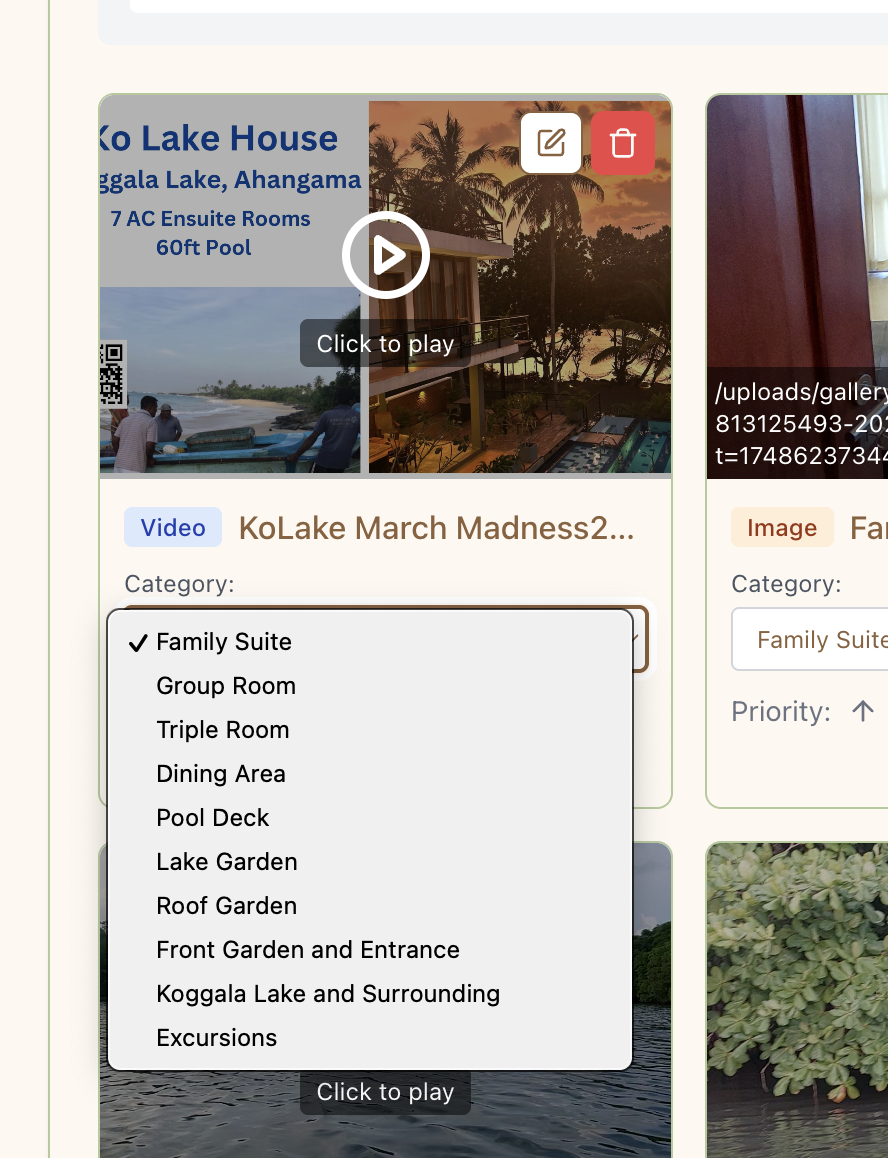 Ko Lake House
ggala Lake, Ahangama
7 AC Ensuite Rooms
60ft Pool
Click to play
/uploads/gallery
813125493-202
t=17486237344
Video KoLake March Madness2...
Category:
Family Suite
Group Room
Triple Room
Dining Area
Pool Deck
Lake Garden
Roof Garden
Front Garden and Entrance
Koggala Lake and Surrounding
Excursions
Image
Category:
Family Suite
Priority:
Click to play